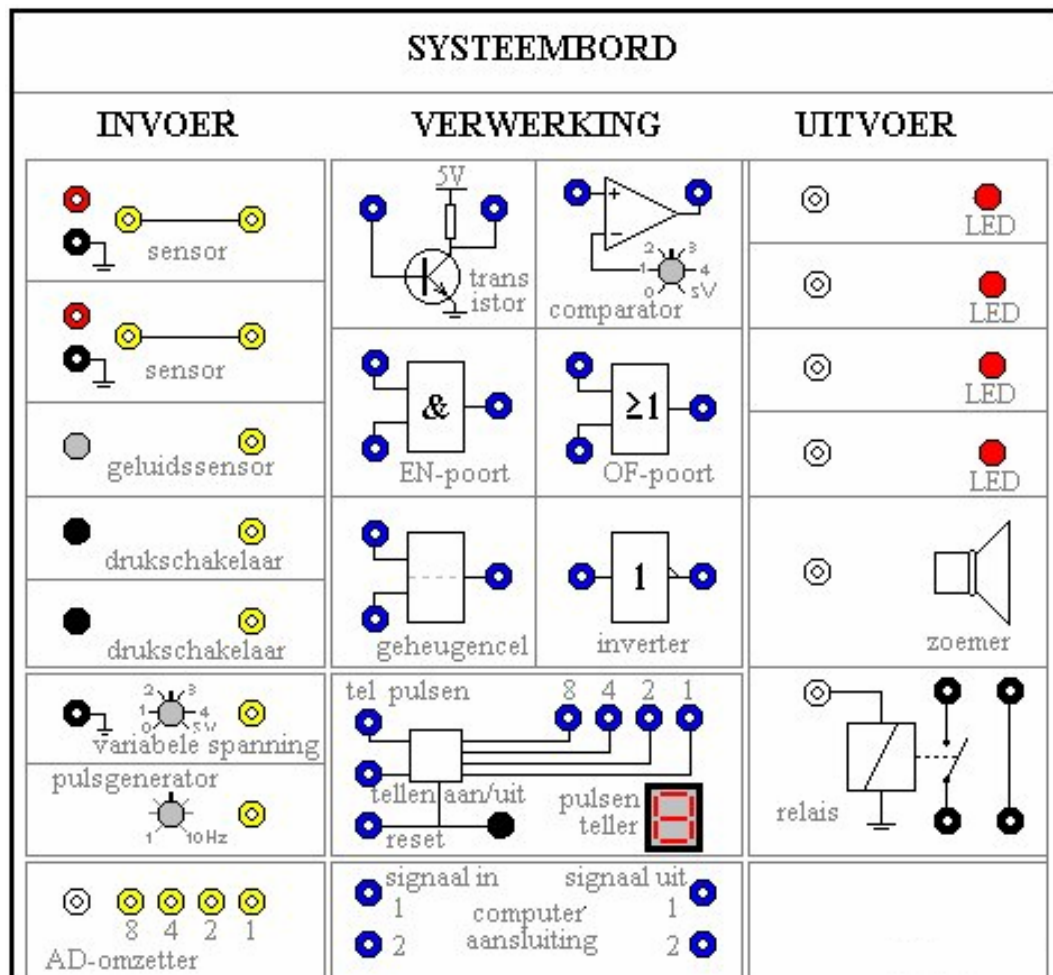 SYSTEEMBORD
INVOER
VERWERKING
UITVOER
sensor
sensor
geluidssensor
drukschakelaar
drukschakelaar
2 3
1 4
0 5V
variabele spanning
pulsgenerator
1 10Hz
8 4 2 1
AD-omzetter
5V
trans
istor
+
−
2 3
1 4
0 5V
comparator
&
EN-poort
≥1
OF-poort
geheugencel
1
inverter
tel pulsen
8 4 2 1
tellen aan/uit
reset
pulsen
teller
8
signaal in
1
2
computer
aansluiting
signaal uit
1
2
LED
LED
LED
LED
zoemer
relais